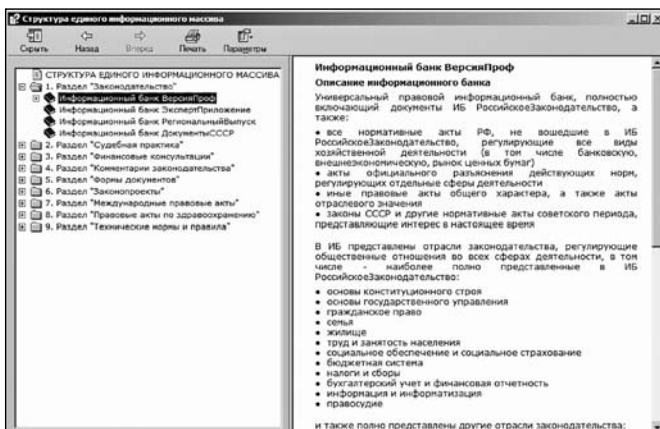 Структура единого информационного массива
Скрыть Назад Вперед Печать Параметры
СТРУКТУРА ЕДИНОГО ИНФОРМАЦИОННОГО МАССИВА
1. Раздел "Законодательство"
Информационный банк ВерсияПроф
Информационный банк ЭкспертПриложение
Информационный банк РегиональныйВыпуск
Информационный банк ДокументыСССР
2. Раздел "Судебная практика"
3. Раздел "Финансовые консультации"
4. Раздел "Комментарии законодательства"
5. Раздел "Формы документов"
6. Раздел "Законопроекты"
7. Раздел "Международные правовые акты"
8. Раздел "Правовые акты по здравоохранению"
9. Раздел "Технические нормы и правила"
Информационный банк ВерсияПроф
Описание информационного банка
Универсальный правовой информационный банк, полностью
включающий документы ИБ РоссийскоеЗаконодательство, а
также:
• все нормативные акты РФ, не вошедшие в ИБ
РоссийскоеЗаконодательство, регулирующие все виды
хозяйственной деятельности (в том числе банковскую,
внешнеэкономическую, рынок ценных бумаг)
• акты официального разъяснения действующих норм,
регулирующих отдельные сферы деятельности
• иные правовые акты общего характера, а также акты
отраслевого значения
• законы СССР и другие нормативные акты советского периода,
представляющие интерес в настоящее время
В ИБ представлены отрасли законодательства, регулирующие
общественные отношения во всех сферах деятельности, в том
числе - наиболее полно представленные в ИБ
РоссийскоеЗаконодательство:
• основы конституционного строя
• основы государственного управления
• гражданское право
• семья
• жилище
• труд и занятость населения
• социальное обеспечение и социальное страхование
• бюджетная система
• налоги и сборы
• бухгалтерский учет и финансовая отчетность
• информация и информатизация
• правосудие
и также полно представлены другие отрасли законодательства: